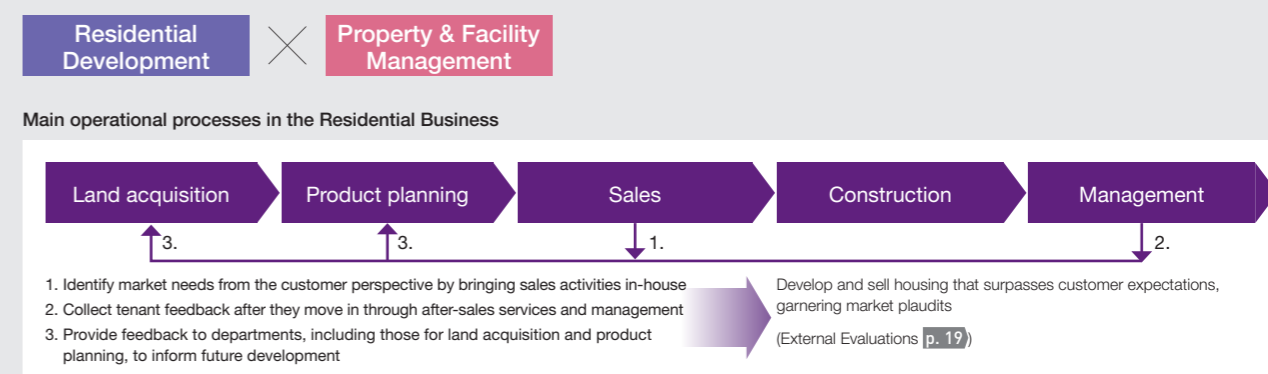 Residential
Development
Property & Facility
Management
Main operational processes in the Residential Business
Land acquisition
Product planning
Sales
Construction
Management
3.
3.
1.
2.
1. Identify market needs from the customer perspective by bringing sales activities in-house
2. Collect tenant feedback after they move in through after-sales services and management
3. Provide feedback to departments, including those for land acquisition and product
planning, to inform future development
Develop and sell housing that surpasses customer expectations,
garnering market plaudits
(External Evaluations p. 19)